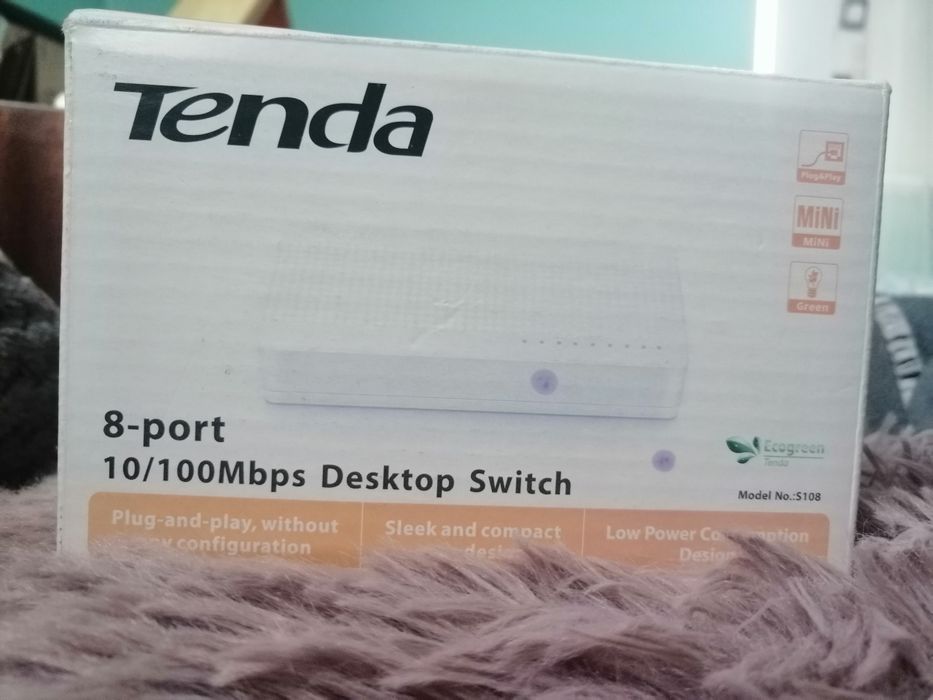 Tenda
Plug&Play
MiNi
MiNi
Green
8-port
10/100Mbps Desktop Switch
Ecogreen
Tenda
Model No.:S108
Plug-and-play, without
configuration
Sleek and compact
Low Power